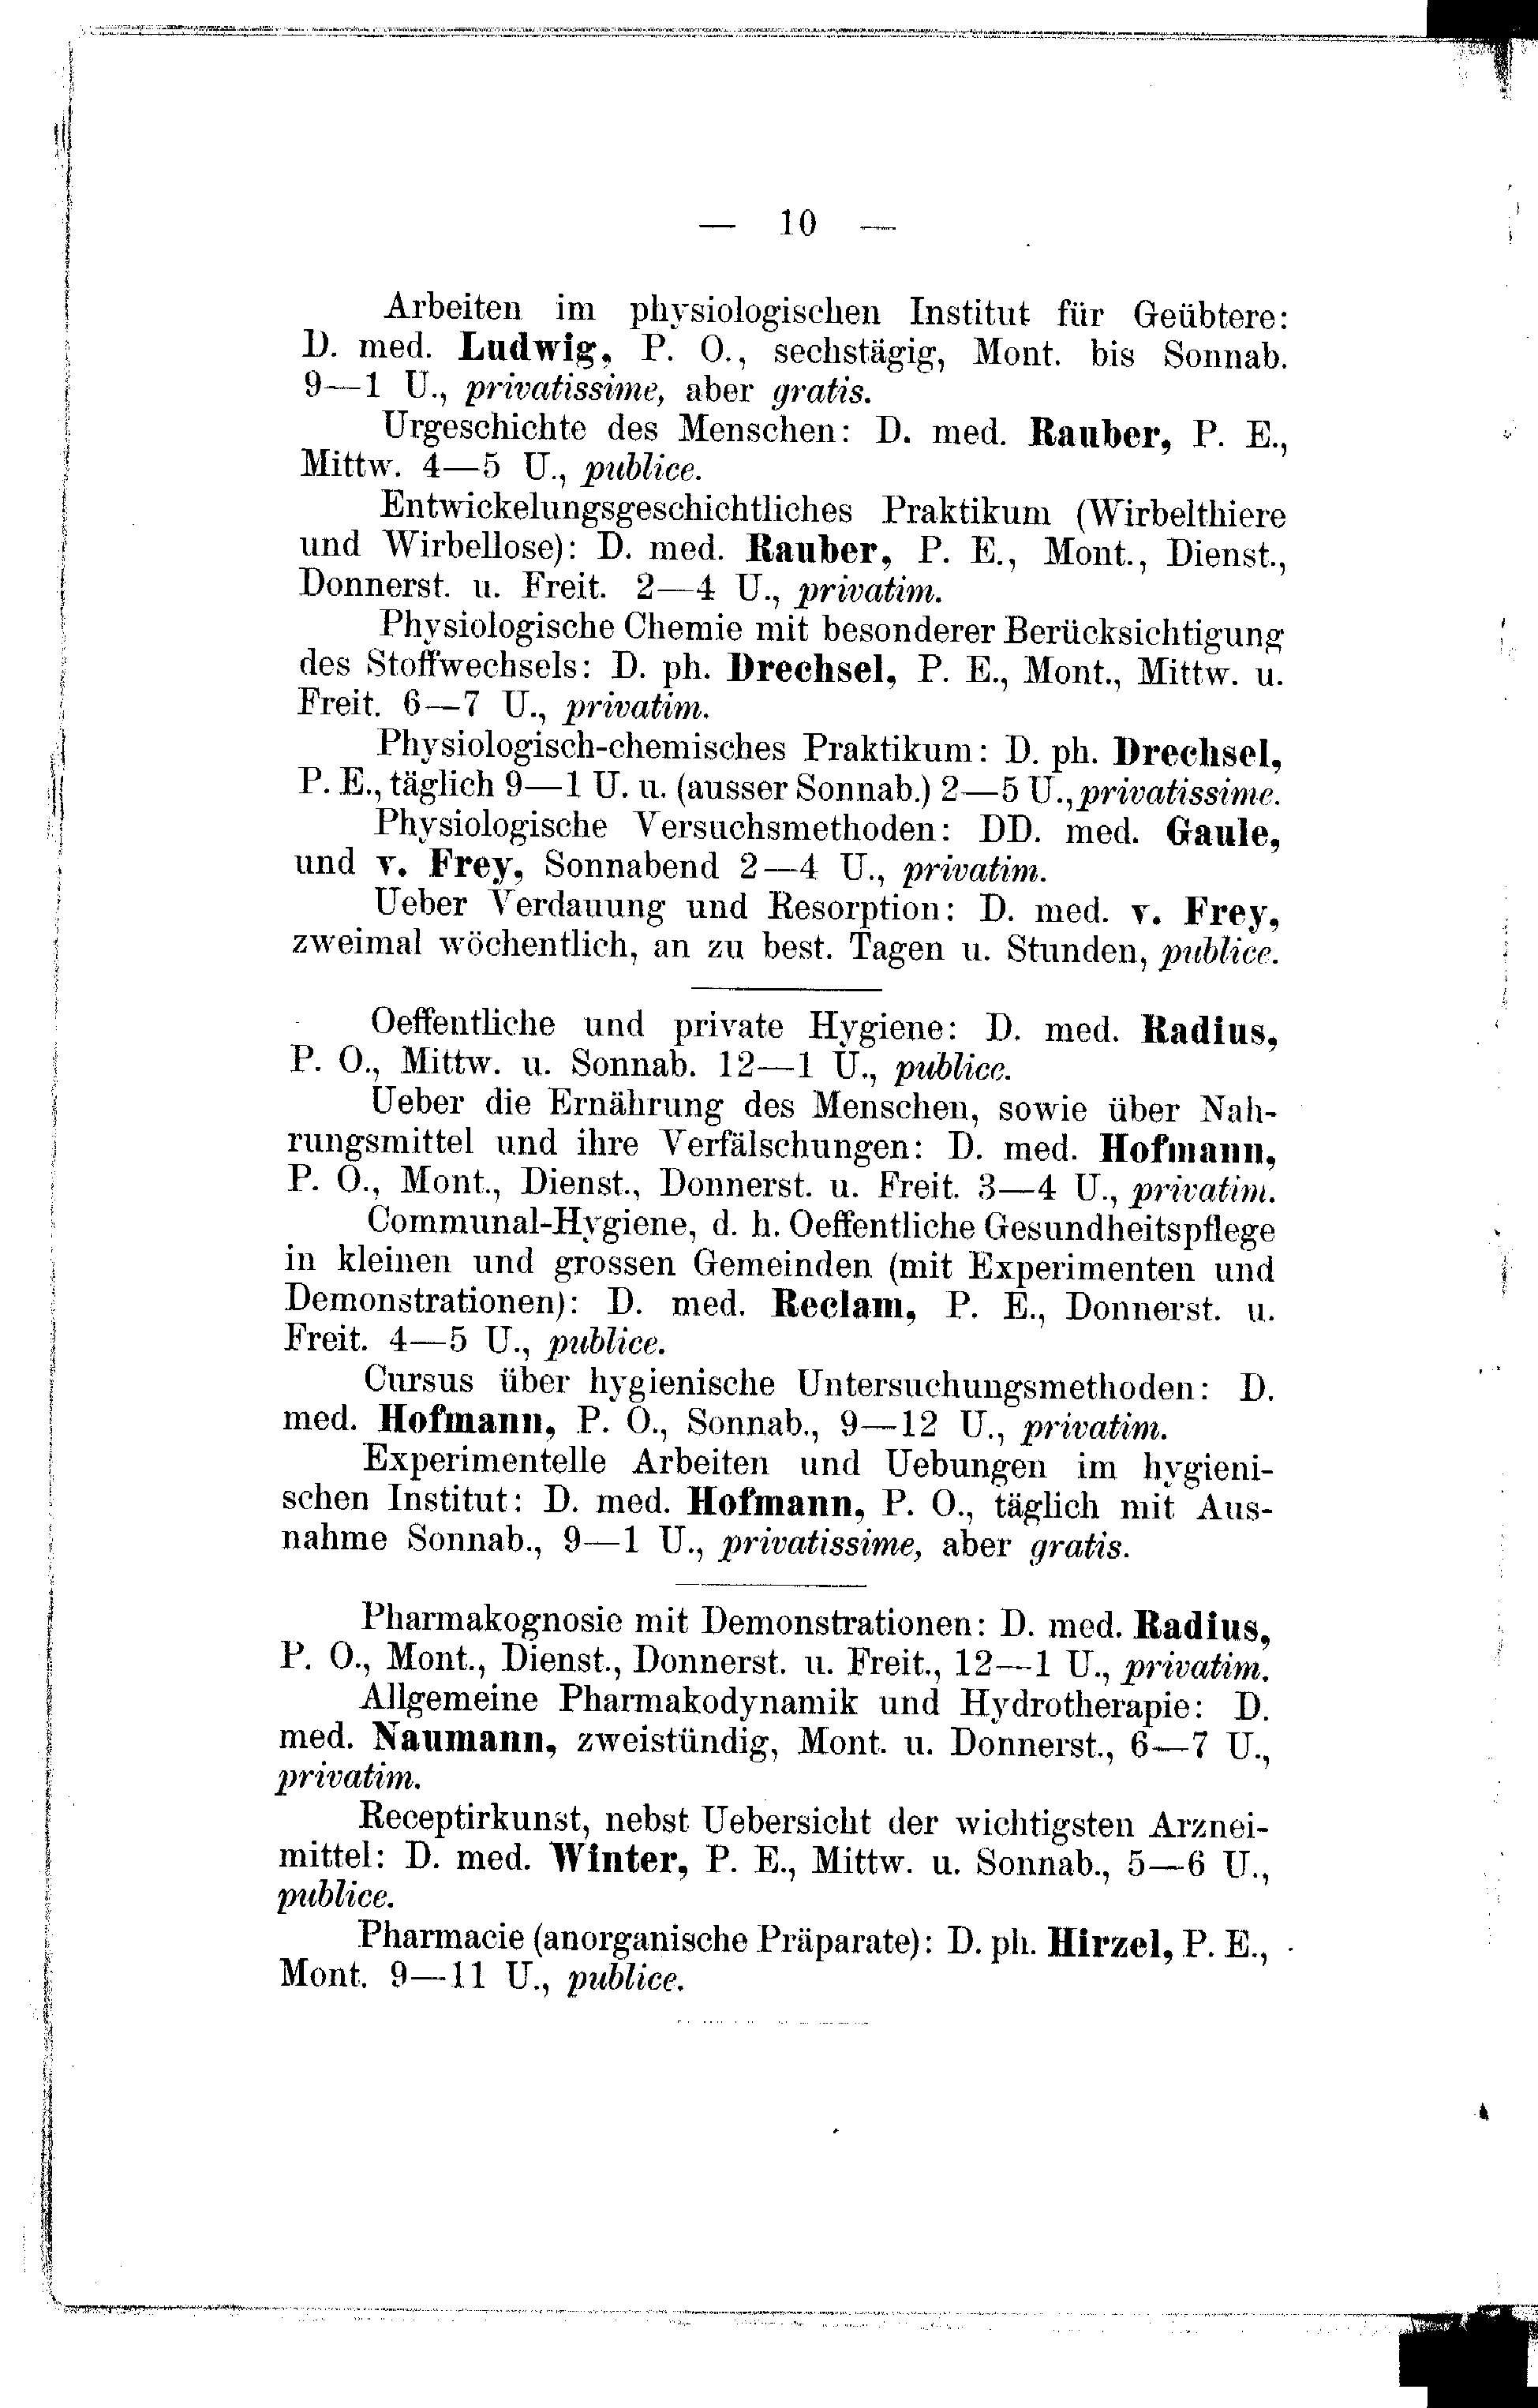 — 10 —
Arbeiten im physiologischen Institut für Geübtere:
D. med. Ludwig, P. O., sechstägig, Mont. bis Sonnab.
9—1 U., privatissime, aber gratis.
Urgeschichte des Menschen: D. med. Rauber, P. E.,
Mittw. 4—5 U., publice.
Entwickelungsgeschichtliches Praktikum (Wirbelthiere
und Wirbellose): D. med. Rauber, P. E., Mont., Dienst.,
Donnerst. u. Freit. 2—4 U., privatim.
Physiologische Chemie mit besonderer Berücksichtigung
des Stoffwechsels: D. ph. Drechsel, P. E., Mont., Mittw. u.
Freit. 6—7 U., privatim.
Physiologisch-chemisches Praktikum: D. ph. Drechsel,
P. E., täglich 9—1 U. u. (ausser Sonnab.) 2—5 U., privatissime.
Physiologische Versuchsmethoden: DD. med. Gaule,
und v. Frey, Sonnabend 2—4 U., privatim.
Ueber Verdauung und Resorption: D. med. v. Frey,
zweimal wöchentlich, an zu best. Tagen u. Stunden, publice.
Oeffentliche und private Hygiene: D. med. Radius,
P. O., Mittw. u. Sonnab. 12—1 U., publice.
Ueber die Ernährung des Menschen, sowie über Nah-
rungsmittel und ihre Verfälschungen: D. med. Hofmann,
P. O., Mont., Dienst., Donnerst. u. Freit. 3—4 U., privatim.
Communal-Hygiene, d. h. Oeffentliche Gesundheitspflege
in kleinen und grossen Gemeinden (mit Experimenten und
Demonstrationen): D. med. Reclam, P. E., Donnerst. u.
Freit. 4—5 U., publice.
Cursus über hygienische Untersuchungsmethoden: D.
med. Hofmann, P. O., Sonnab., 9—12 U., privatim.
Experimentelle Arbeiten und Uebungen im hygieni-
schen Institut: D. med. Hofmann, P. O., täglich mit Aus-
nahme Sonnab., 9—1 U., privatissime, aber gratis.
Pharmakognosie mit Demonstrationen: D. med. Radius,
P. O., Mont., Dienst., Donnerst. u. Freit., 12—1 U., privatim.
Allgemeine Pharmakodynamik und Hydrotherapie: D.
med. Naumann, zweistündig, Mont. u. Donnerst., 6—7 U.,
privatim.
Receptirkunst, nebst Uebersicht der wichtigsten Arznei-
mittel: D. med. Winter, P. E., Mittw. u. Sonnab., 5—6 U.,
publice.
Pharmacie (anorganische Präparate): D. ph. Hirzel, P. E.,
Mont. 9—11 U., publice.